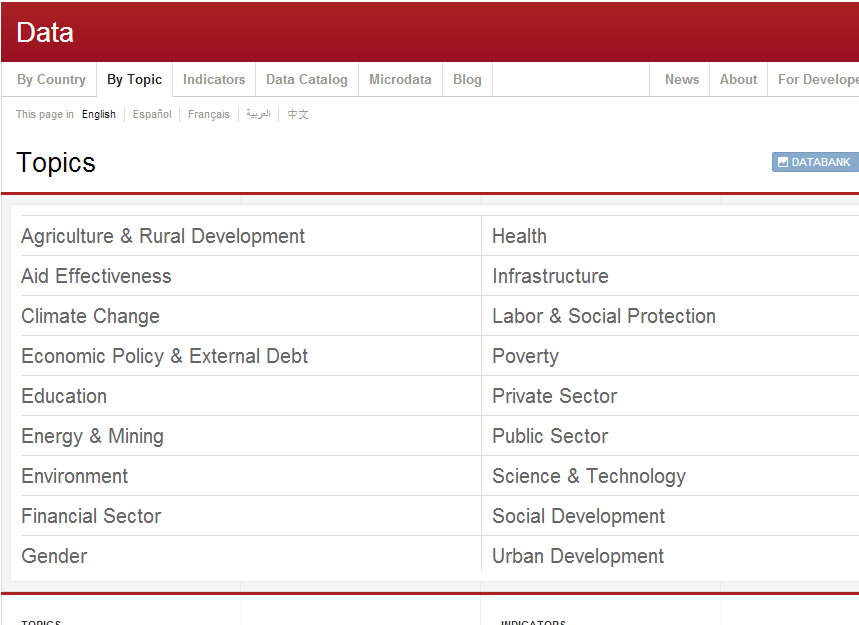 Data
By Country By Topic Indicators Data Catalog Microdata Blog News About For Develope
This page in English Español Français العربية 中文
Topics
DATABANK
Agriculture & Rural Development
Aid Effectiveness
Climate Change
Economic Policy & External Debt
Education
Energy & Mining
Environment
Financial Sector
Gender
Health
Infrastructure
Labor & Social Protection
Poverty
Private Sector
Public Sector
Science & Technology
Social Development
Urban Development
TOPICS
INDICATORS